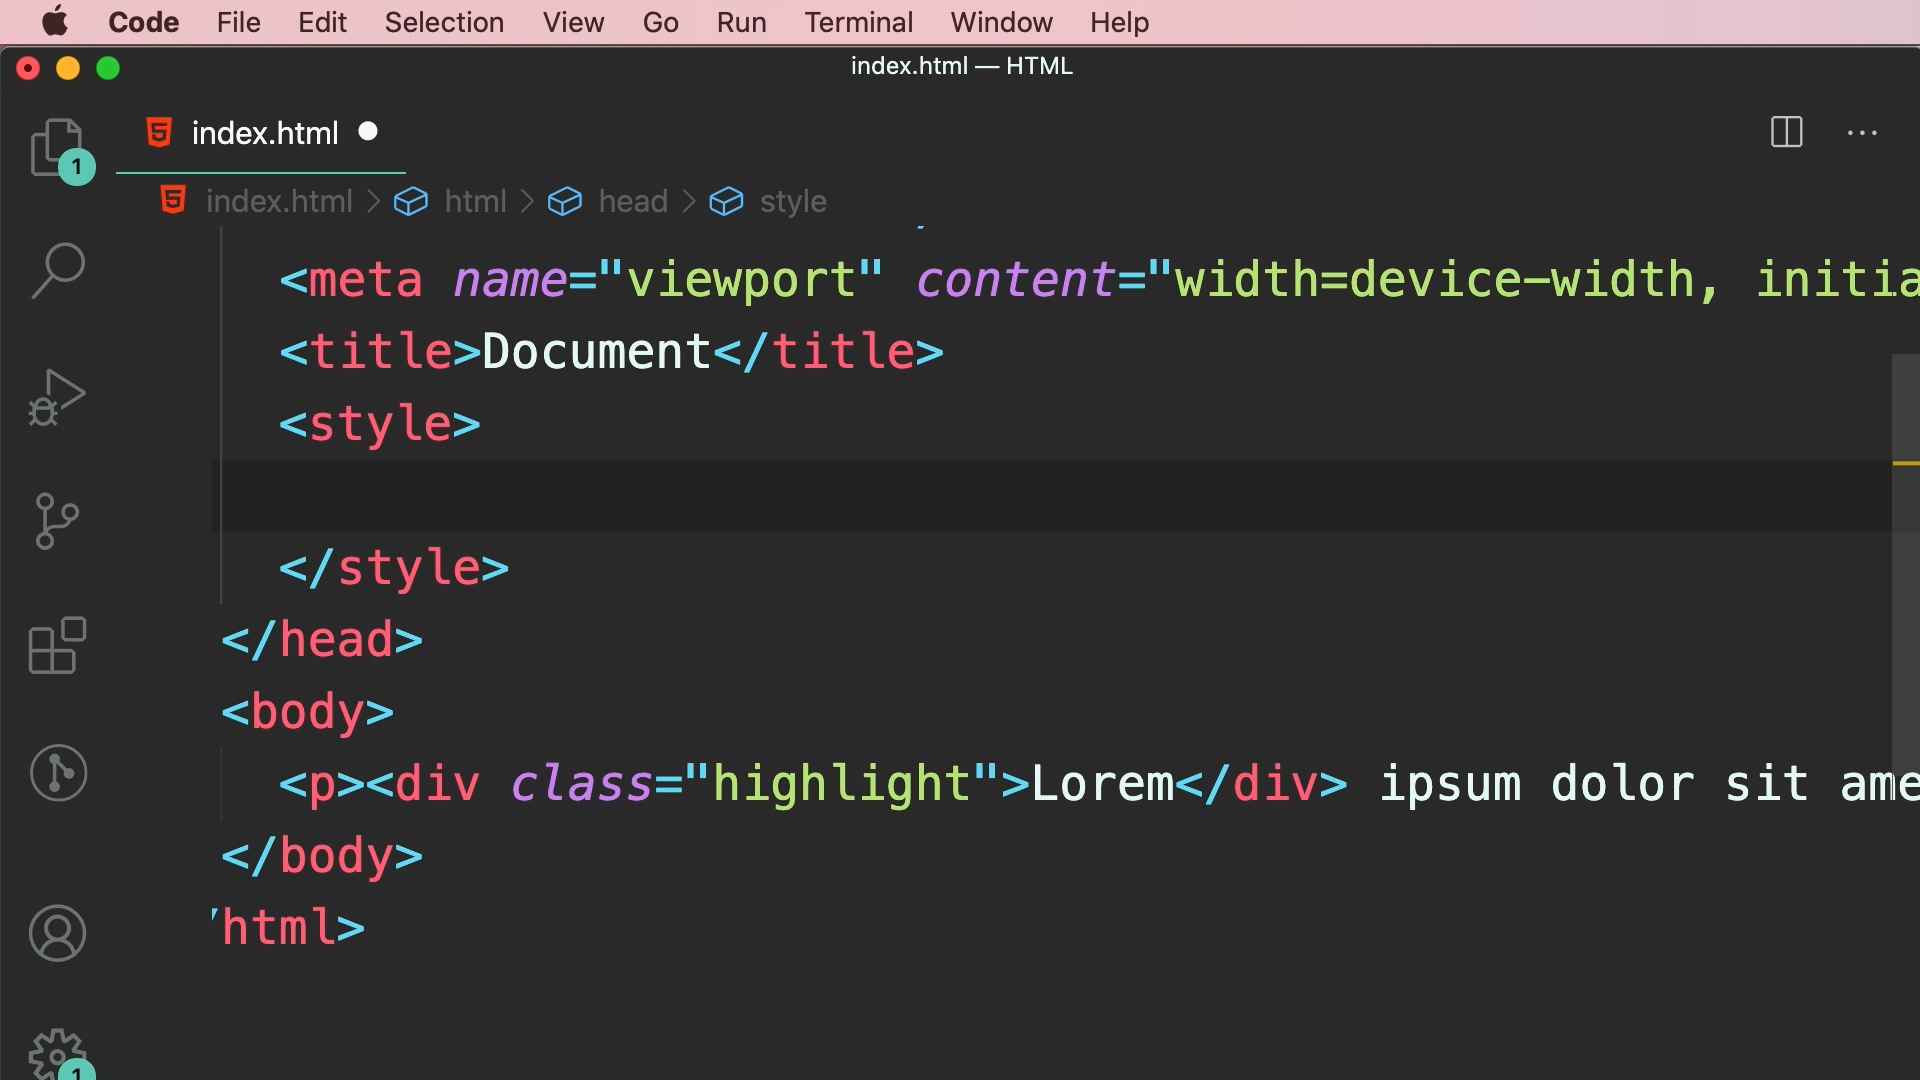 Code File Edit Selection View Go Run Terminal Window Help
index.html — HTML
index.html
1
index.html > html > head > style
<meta name="viewport" content="width=device-width, initia
<title>Document</title>
<style>
</style>
</head>
<body>
<p><div class="highlight">Lorem</div> ipsum dolor sit ame
</body>
/html>
1